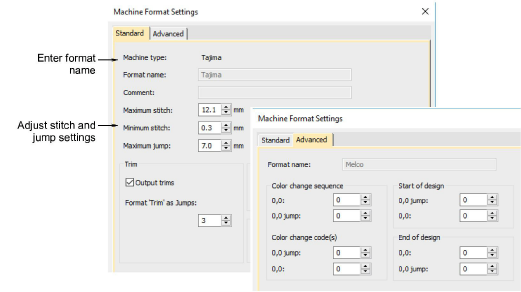 Machine Format Settings
Standard Advanced
Enter format
name
Machine type: Tajima
Format name: Tajima
Comment:
Maximum stitch: 12.1 mm
Adjust stitch and
jump settings
Minimum stitch: 0.3 mm
Maximum jump: 7.0 mm
Trim
Output trims
Format 'Trim' as Jumps:
3
Machine Format Settings
Standard Advanced
Format name: Melco
Color change sequence
0,0: 0
0,0 jump: 0
Start of design
0,0 jump: 0
0,0: 0
Color change code(s)
0,0 jump: 0
0,0: 0
End of design
0,0: 0
0,0 jump: 0